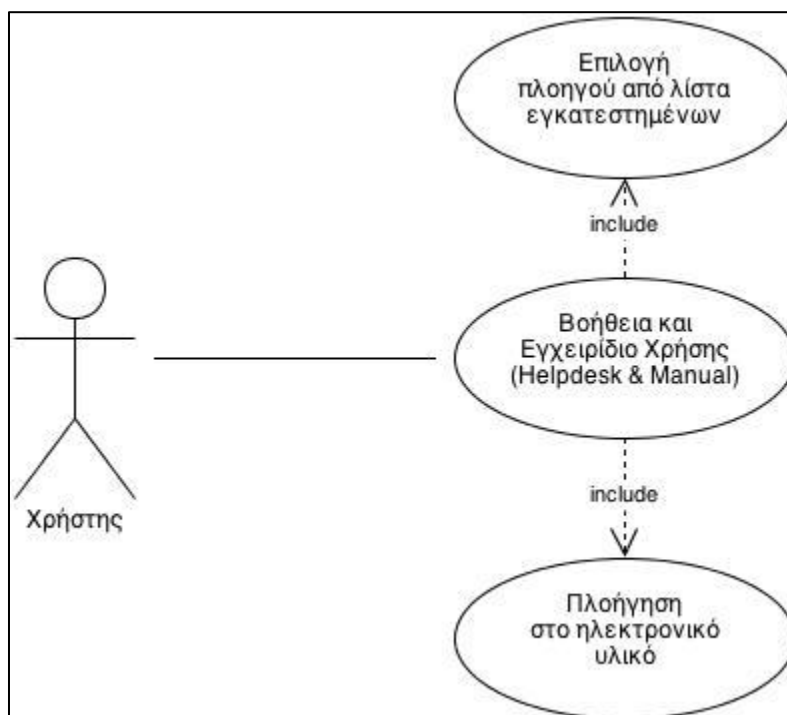 Επιλογή
πλοηγού από λίστα
εγκατεστημένων
include
Βοήθεια και
Εγχειρίδιο Χρήσης
(Helpdesk & Manual)
include
Χρήστης
Πλοήγηση
στο ηλεκτρονικό
υλικό